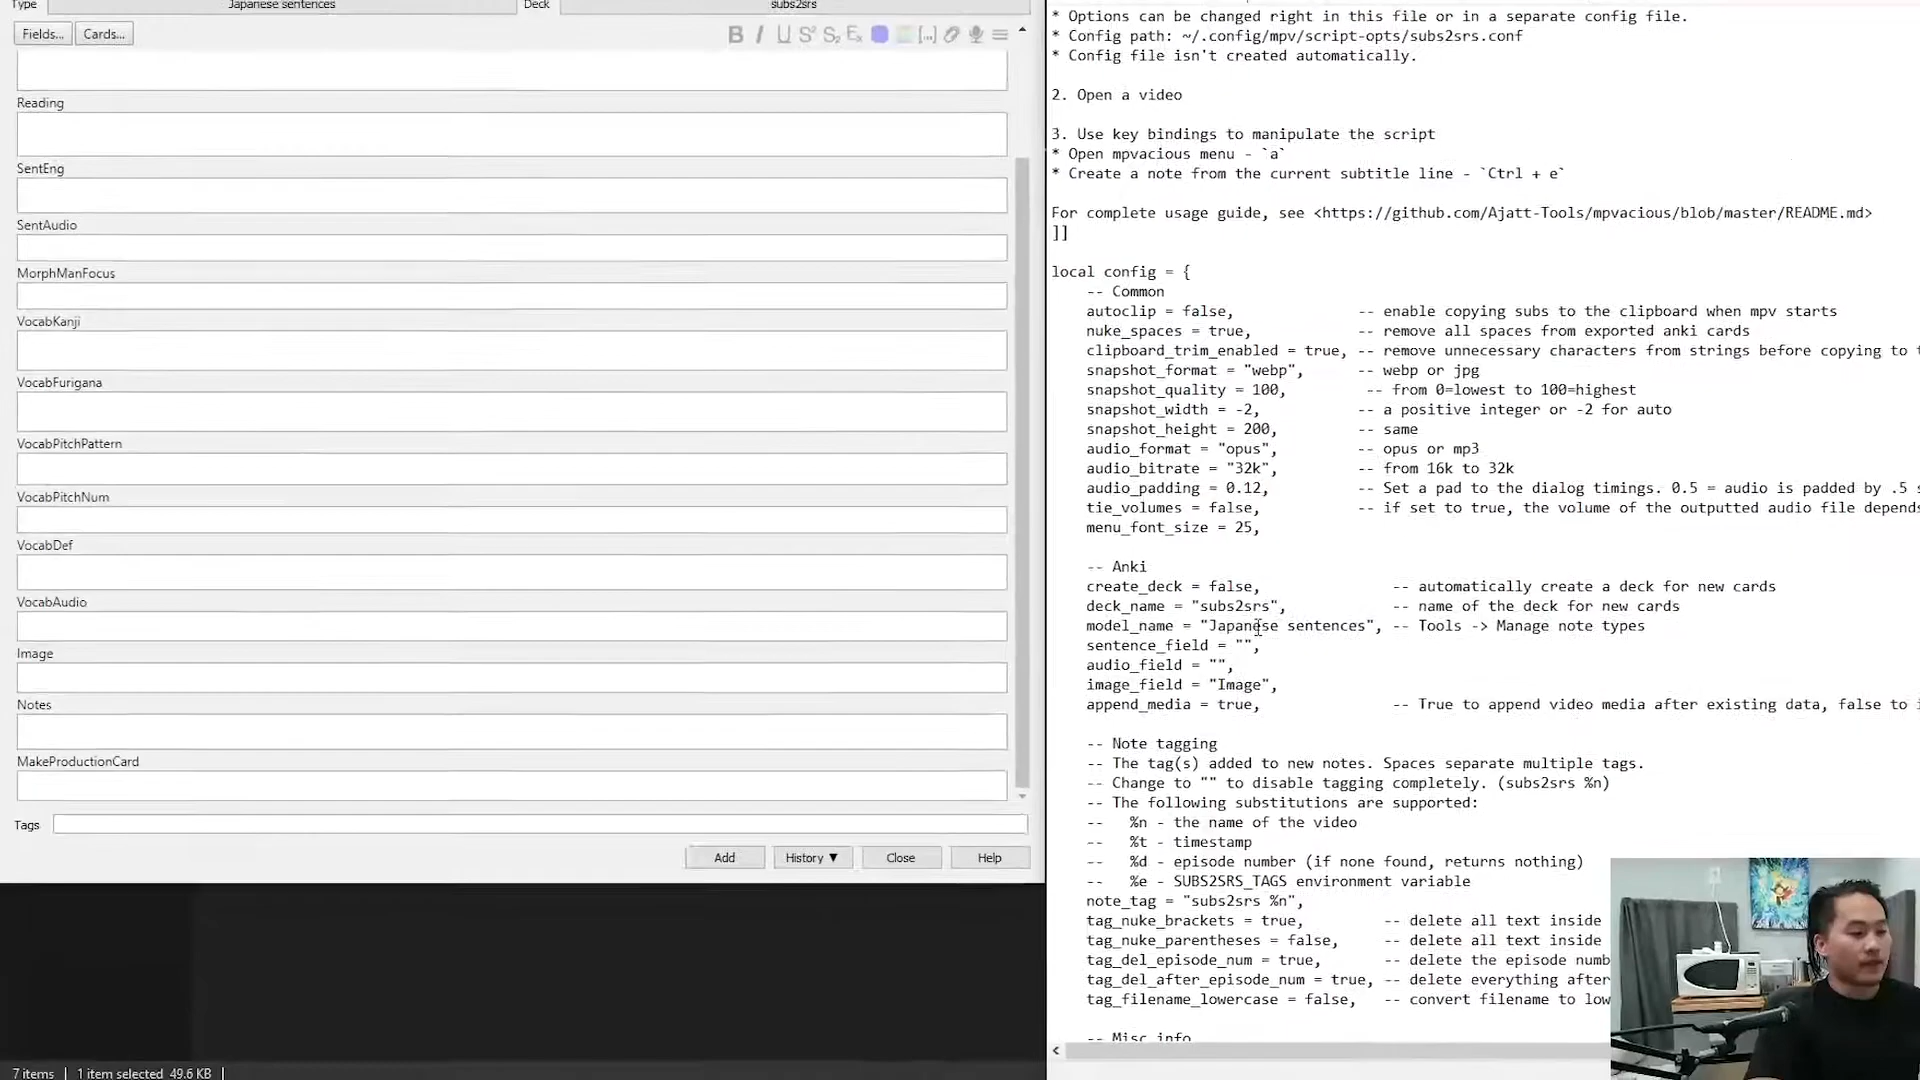 Type Japanese sentences Deck subs2srs
Fields... Cards...
Reading
SentEng
SentAudio
MorphManFocus
VocabKanji
VocabFurigana
VocabPitchPattern
VocabPitchNum
VocabDef
VocabAudio
Image
Notes
MakeProductionCard
Tags
Add History ▼ Close Help
7 items | 1 item selected 49.6 KB |
* Options can be changed right in this file or in a separate config file.
* Config path: ~/.config/mpv/script-opts/subs2srs.conf
* Config file isn't created automatically.
2. Open a video
3. Use key bindings to manipulate the script
* Open mpvacious menu - `a`
* Create a note from the current subtitle line - `Ctrl + e`
For complete usage guide, see <https://github.com/Ajatt-Tools/mpvacious/blob/master/README.md>
]]
local config = {
-- Common
autoclip = false, -- enable copying subs to the clipboard when mpv starts
nuke_spaces = true, -- remove all spaces from exported anki cards
clipboard_trim_enabled = true, -- remove unnecessary characters from strings before copying to
snapshot_format = "webp", -- webp or jpg
snapshot_quality = 100, -- from 0=lowest to 100=highest
snapshot_width = -2, -- a positive integer or -2 for auto
snapshot_height = 200, -- same
audio_format = "opus", -- opus or mp3
audio_bitrate = "32k", -- from 16k to 32k
audio_padding = 0.12, -- Set a pad to the dialog timings. 0.5 = audio is padded by .5
tie_volumes = false, -- if set to true, the volume of the outputted audio file depends
menu_font_size = 25,
-- Anki
create_deck = false, -- automatically create a deck for new cards
deck_name = "subs2srs", -- name of the deck for new cards
model_name = "Japanese sentences", -- Tools -> Manage note types
sentence_field = "",
audio_field = "",
image_field = "Image",
append_media = true, -- True to append video media after existing data, false to
-- Note tagging
-- The tag(s) added to new notes. Spaces separate multiple tags.
-- Change to "" to disable tagging completely. (subs2srs %n)
-- The following substitutions are supported:
-- %n - the name of the video
-- %t - timestamp
-- %d - episode number (if none found, returns nothing)
-- %e - SUBS2SRS_TAGS environment variable
note_tag = "subs2srs %n",
tag_nuke_brackets = true, -- delete all text inside
tag_nuke_parentheses = false, -- delete all text inside
tag_del_episode_num = true, -- delete the episode numb
tag_del_after_episode_num = true, -- delete everything after
tag_filename_lowercase = false, -- convert filename to low
-- Misc info